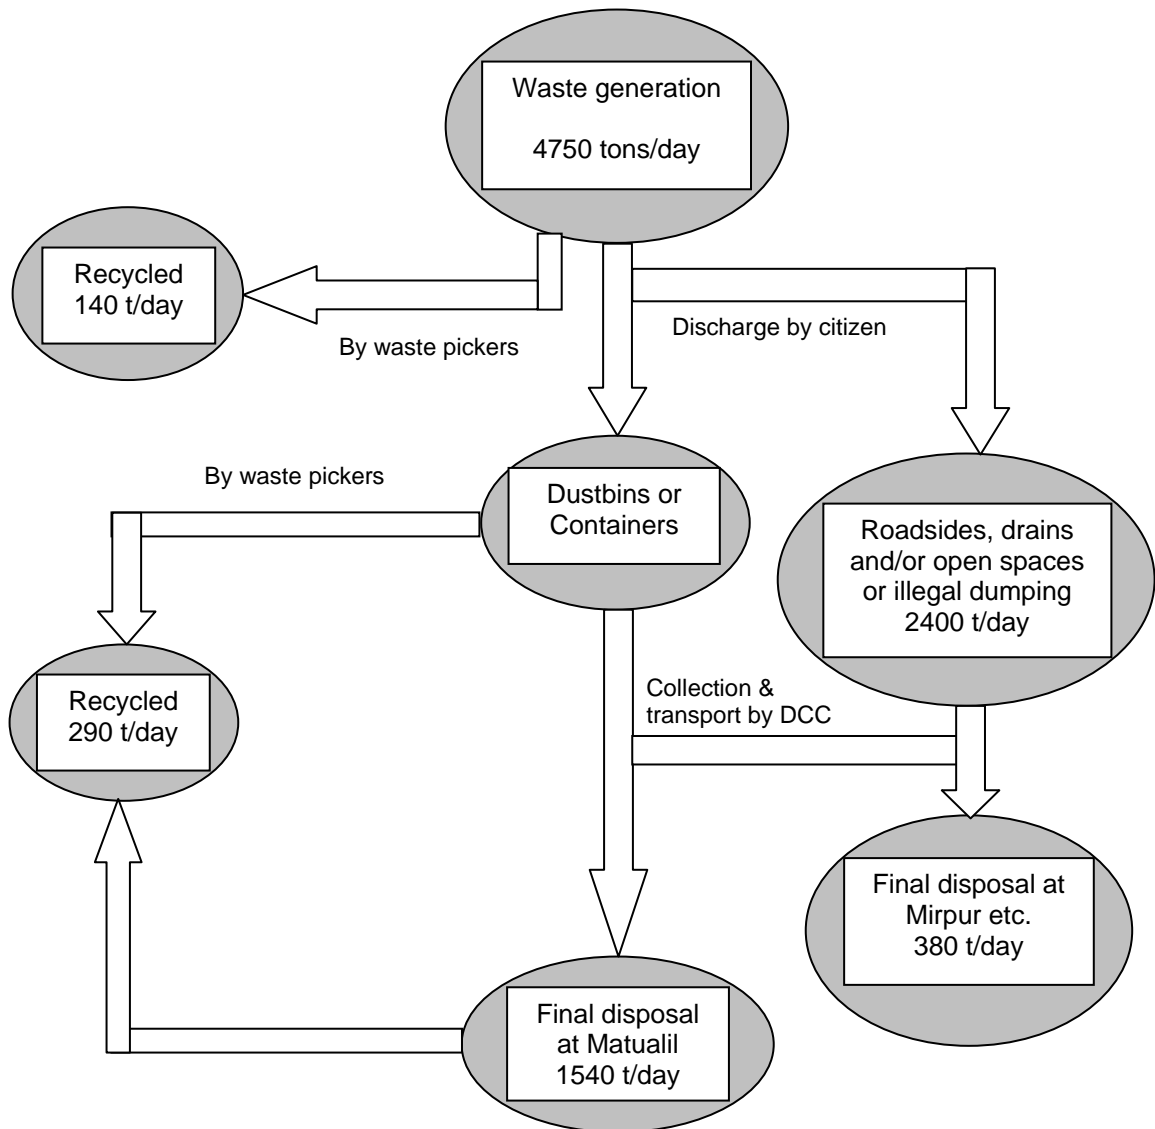 Waste generation
4750 tons/day
Recycled
140 t/day
By waste pickers
Discharge by citizen
By waste pickers
Dustbins or
Containers
Roadsides, drains
and/or open spaces
or illegal dumping
2400 t/day
Recycled
290 t/day
Collection &
transport by DCC
Final disposal at
Mirpur etc.
380 t/day
Final disposal
at Matualil
1540 t/day